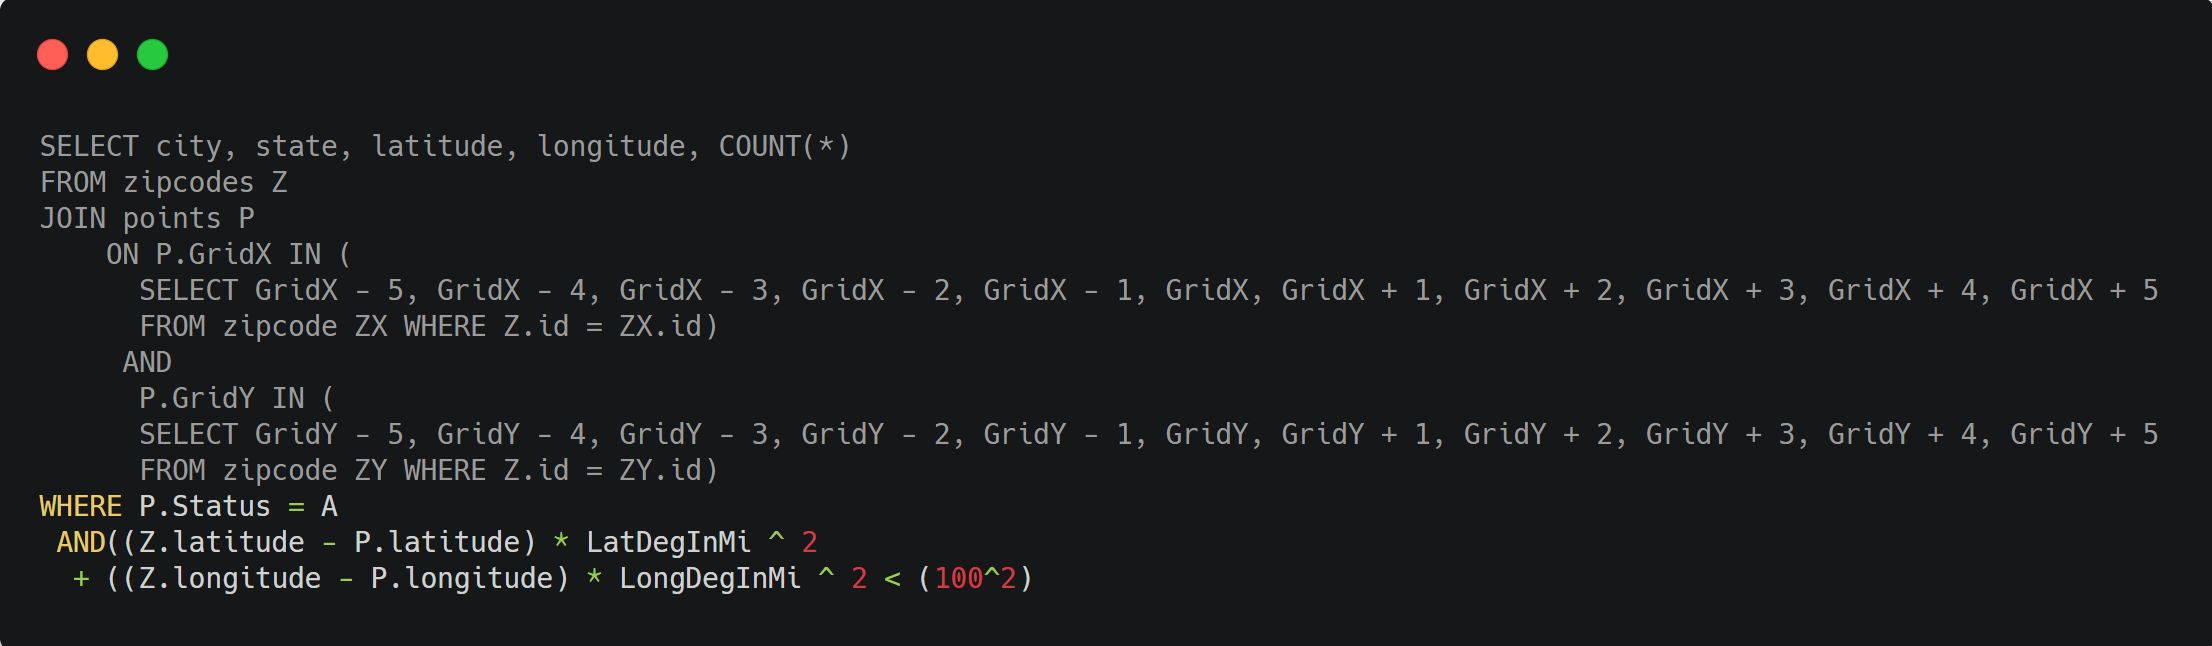 SELECT city, state, latitude, longitude, COUNT(*)
FROM zipcodes Z
JOIN points P
ON P.GridX IN (
SELECT GridX - 5, GridX - 4, GridX - 3, GridX - 2, GridX - 1, GridX, GridX + 1, GridX + 2, GridX + 3, GridX + 4, GridX + 5
FROM zipcode ZX WHERE Z.id = ZX.id)
AND
P.GridY IN (
SELECT GridY - 5, GridY - 4, GridY - 3, GridY - 2, GridY - 1, GridY, GridY + 1, GridY + 2, GridY + 3, GridY + 4, GridY + 5
FROM zipcode ZY WHERE Z.id = ZY.id)
WHERE P.Status = A
AND((Z.latitude - P.latitude) * LatDegInMi ^ 2
+ ((Z.longitude - P.longitude) * LongDegInMi ^ 2 < (100^2)